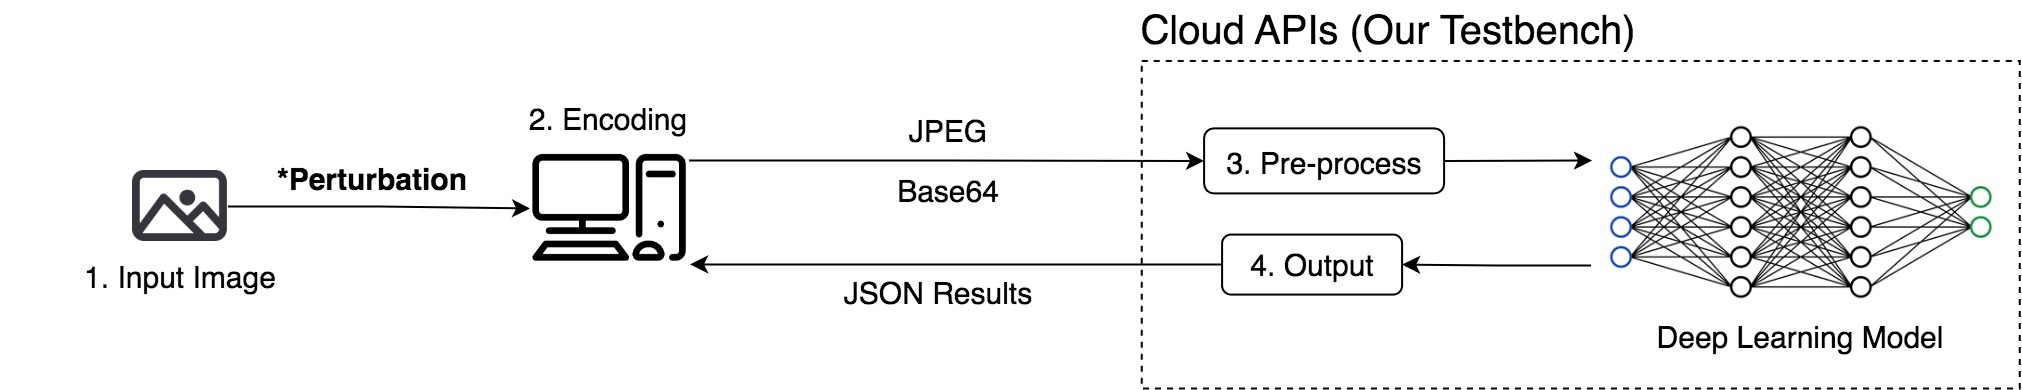 Cloud APIs (Our Testbench)
2. Encoding
JPEG
*Perturbation
3. Pre-process
Base64
1. Input Image
4. Output
JSON Results
Deep Learning Model